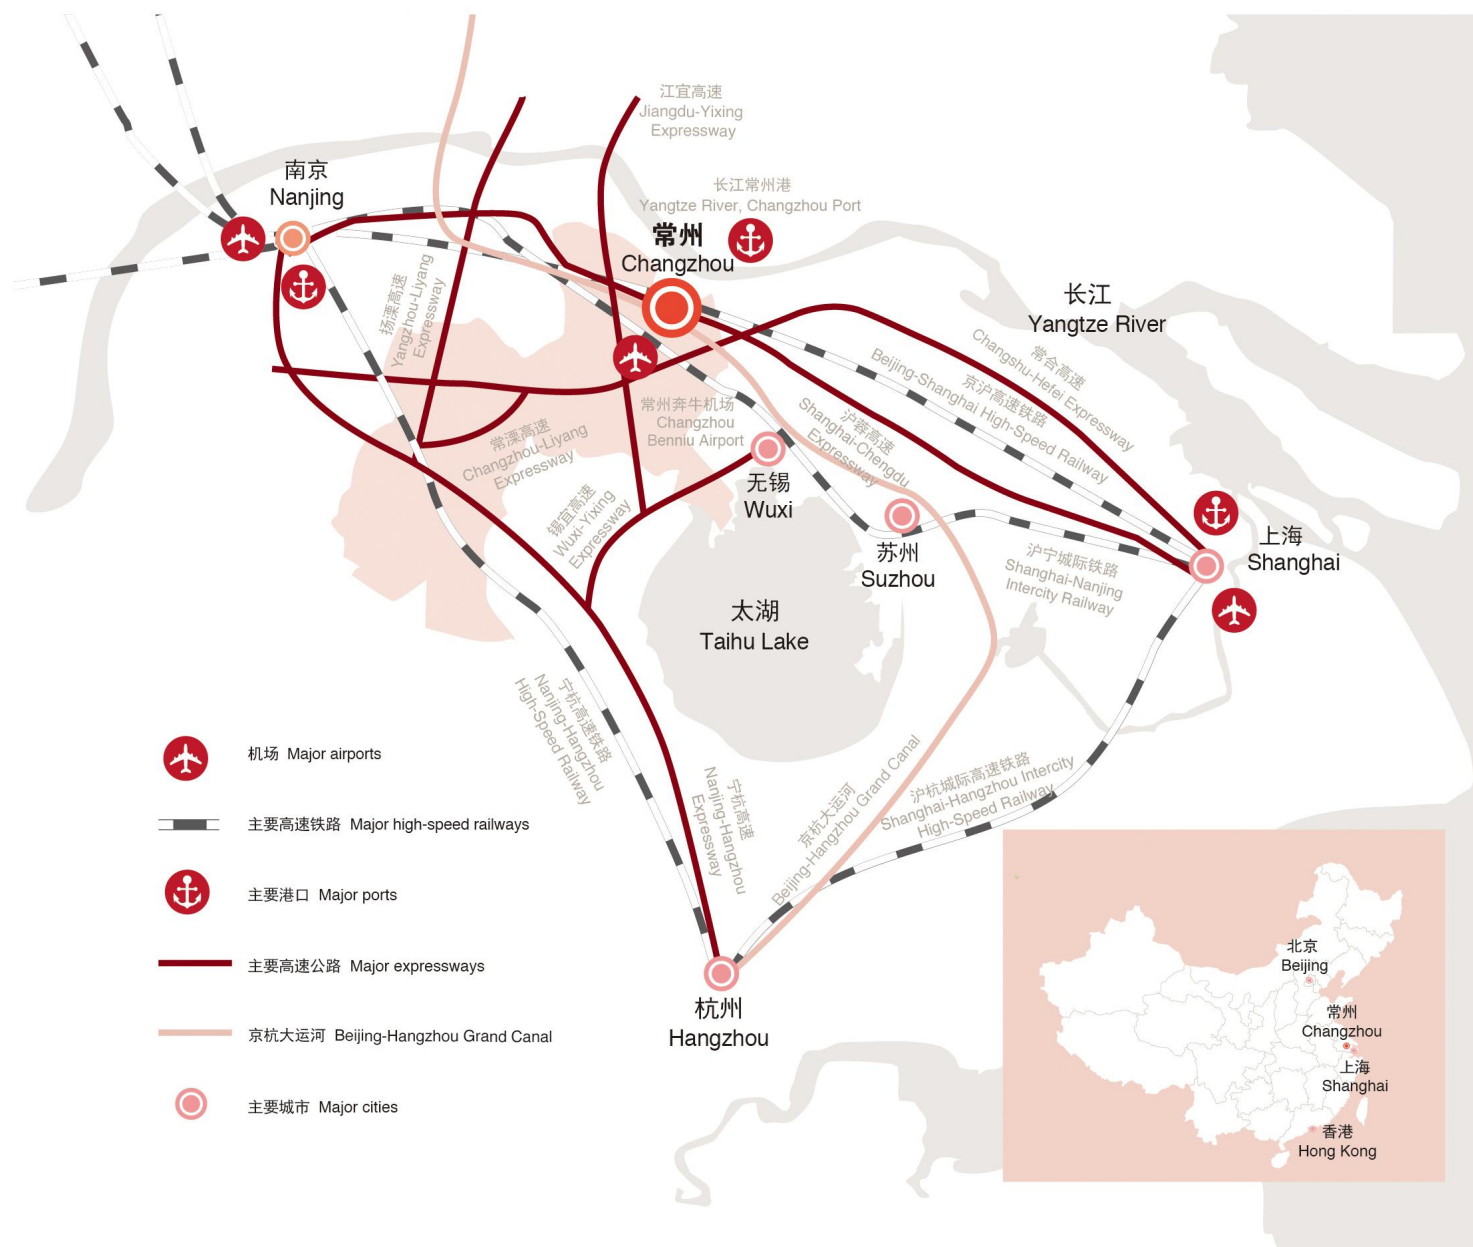 江宜高速
Jiangdu-Yixing
Expressway
南京
Nanjing
长江常州港
Yangtze River, Changzhou Port
常州
Changzhou
扬溧高速
Yangzhou-Liyang
Expressway
长江
Yangtze River
常合高速
Changshu-Hefei Expressway
京沪高速铁路
Beijing-Shanghai High-Speed Railway
沪蓉高速
Shanghai-Chengdu
Expressway
常州奔牛机场
Changzhou
Benniu Airport
常溧高速
Changzhou-Liyang
Expressway
无锡
Wuxi
锡宜高速
Wuxi-Yixing
Expressway
苏州
Suzhou
上海
Shanghai
沪宁城际铁路
Shanghai-Nanjing
Intercity Railway
太湖
Taihu Lake
宁杭高速铁路
Nanjing-Hangzhou
High-Speed Railway
宁杭高速
Nanjing-Hangzhou
Expressway
京杭大运河
Beijing-Hangzhou Grand Canal
沪杭城际高速铁路
Shanghai-Hangzhou Intercity
High-Speed Railway
杭州
Hangzhou
机场 Major airports
主要高速铁路 Major high-speed railways
主要港口 Major ports
主要高速公路 Major expressways
京杭大运河 Beijing-Hangzhou Grand Canal
主要城市 Major cities
北京
Beijing
常州
Changzhou
上海
Shanghai
香港
Hong Kong